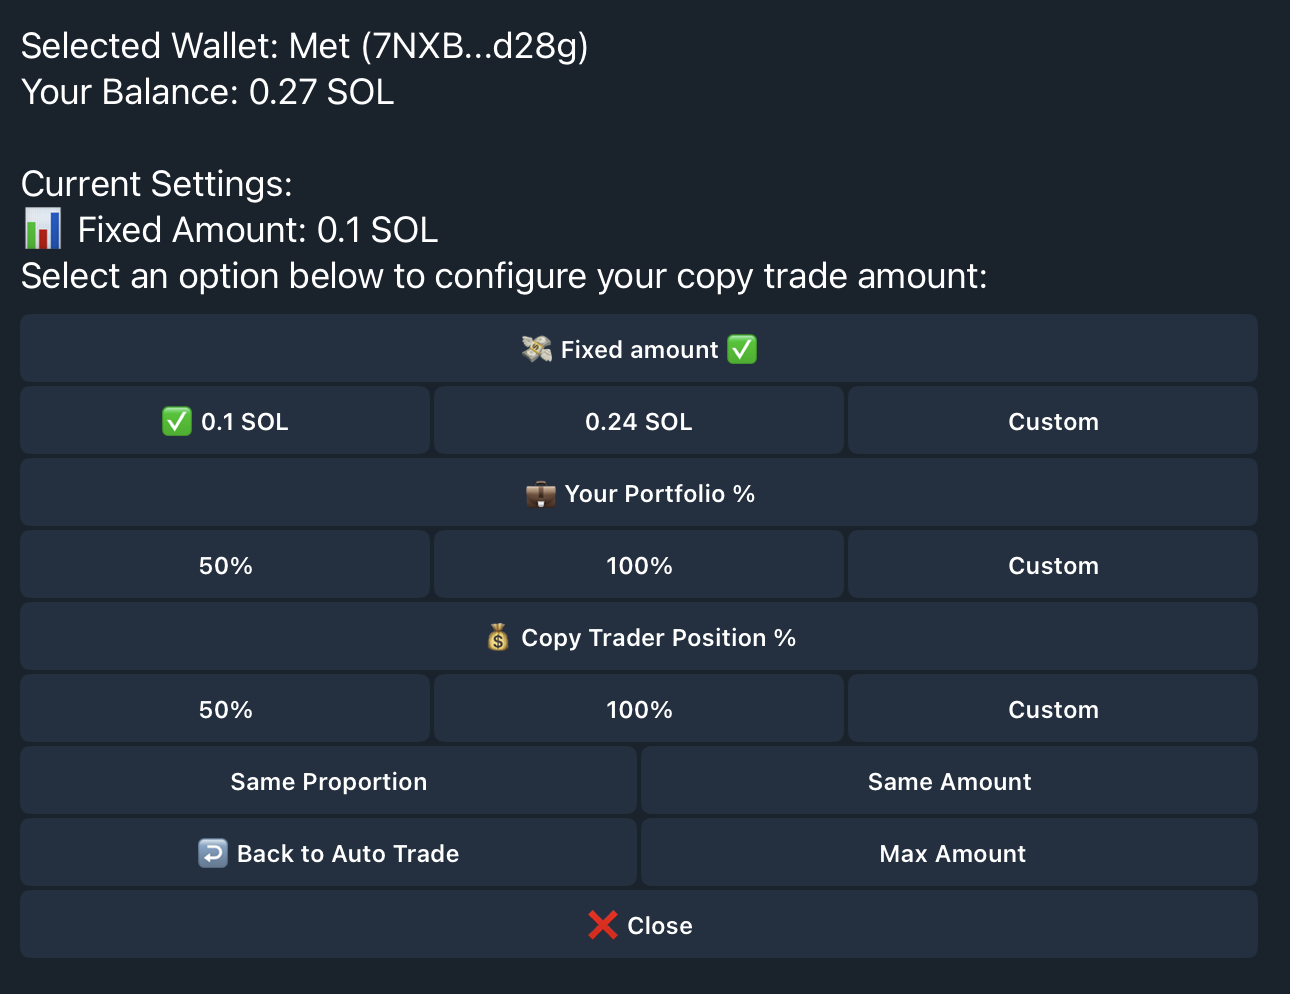 Selected Wallet: Met (7NXB...d28g)
Your Balance: 0.27 SOL
Current Settings:
📊 Fixed Amount: 0.1 SOL
Select an option below to configure your copy trade amount:
💸 Fixed amount ✅
✅ 0.1 SOL 0.24 SOL Custom
💼 Your Portfolio %
50% 100% Custom
💰 Copy Trader Position %
50% 100% Custom
Same Proportion Same Amount
↩️ Back to Auto Trade Max Amount
❌ Close